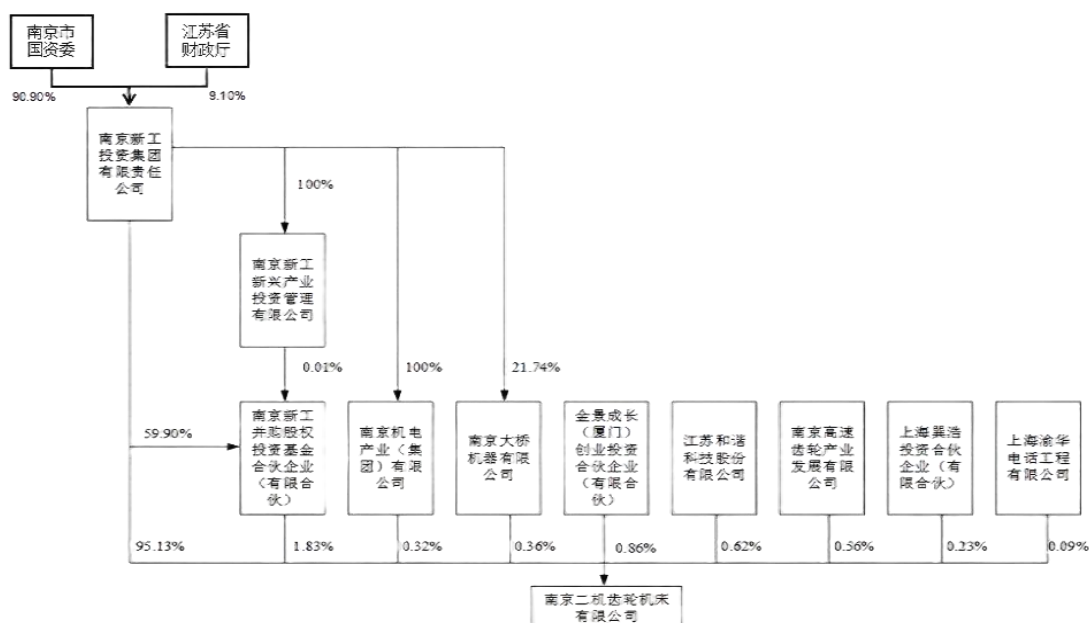 南京市
国资委
江苏省
财政厅
90.90%
9.10%
南京新工
投资集团
有限责任
公司
100%
南京新工
新兴产业
投资管理
有限公司
0.01%
100%
21.74%
59.90%
南京新工
并购股权
投资基金
合伙企业
（有限合
伙）
南京机电
产业（集
团）有限
公司
南京大桥
机器有限
公司
金景成长
（厦门）
创业投资
合伙企业
（有限合
伙）
江苏和谐
科技股份
有限公司
南京高速
齿轮产业
发展有限
公司
上海巽浩
投资合伙
企业（有
限合伙）
上海渝华
电话工程
有限公司
95.13%
1.83%
0.32%
0.36%
0.86%
0.62%
0.56%
0.23%
0.09%
南京二机齿轮机床
有限公司